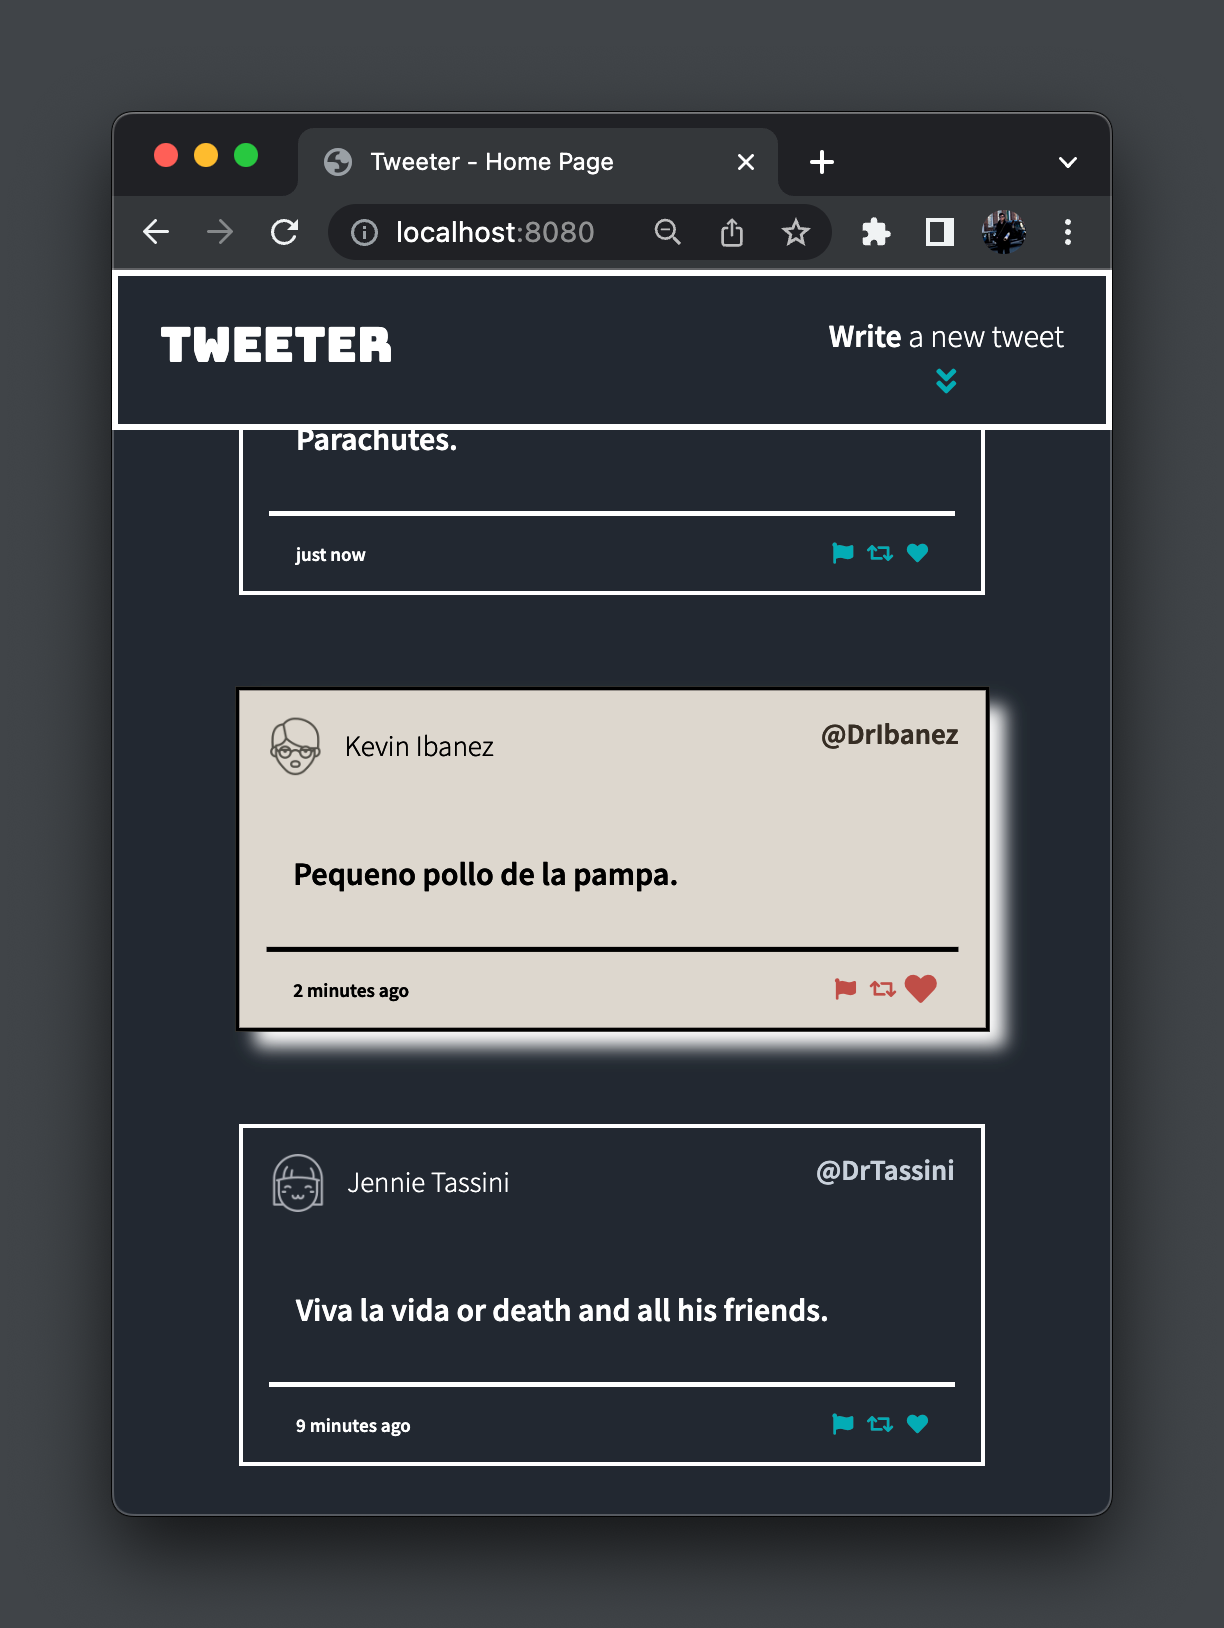 Tweeter - Home Page
localhost:8080
TWEETER
Write a new tweet
Parachutes.
just now
Kevin Ibanez
@DrIbanez
Pequeno pollo de la pampa.
2 minutes ago
Jennie Tassini
@DrTassini
Viva la vida or death and all his friends.
9 minutes ago